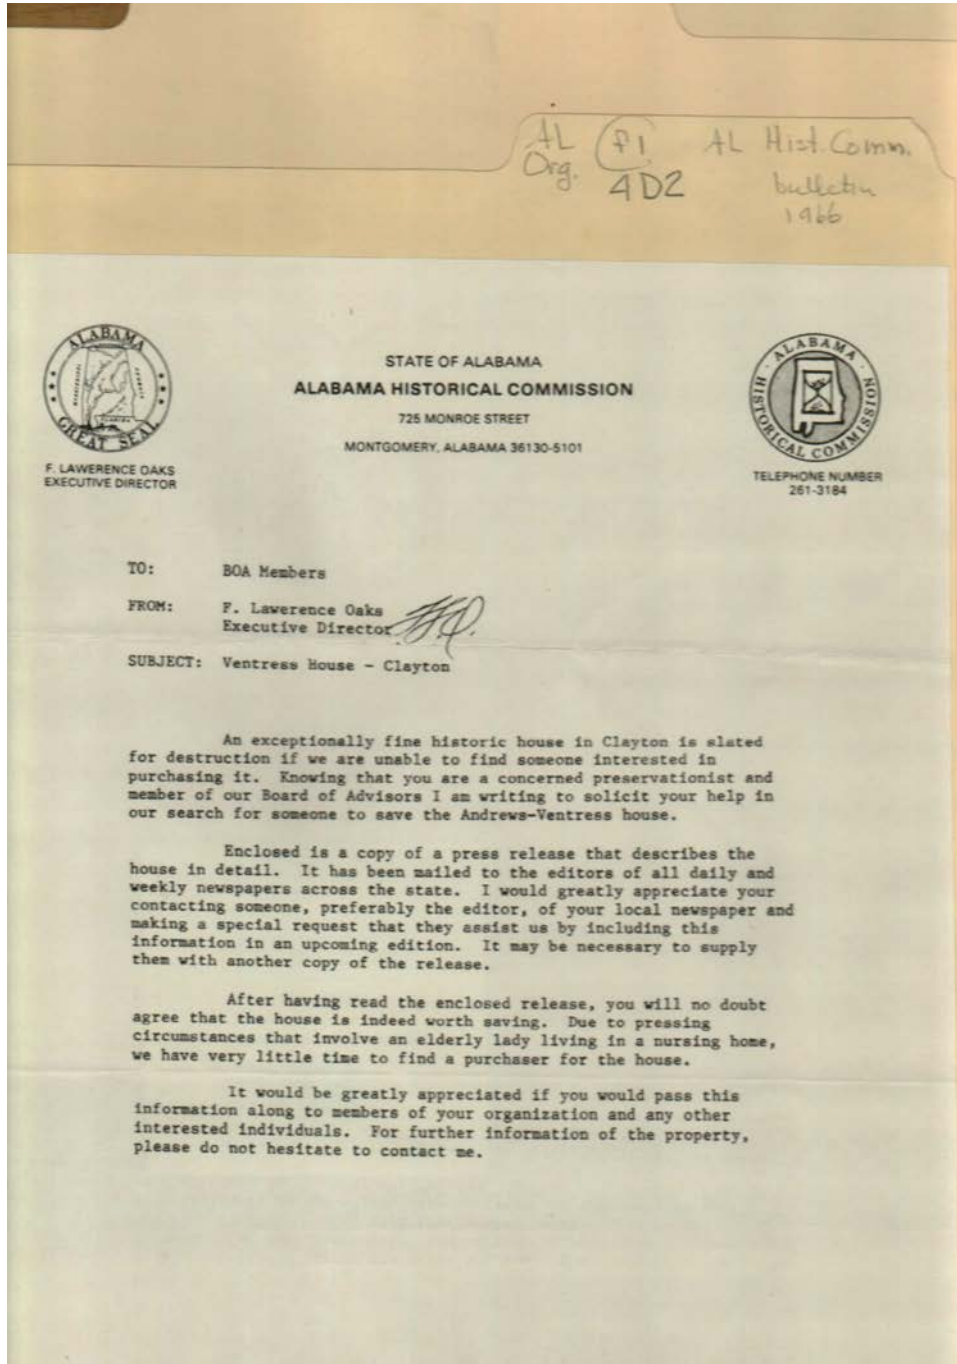 AL
Org.
f1
4D2
AL Hist. Comm.
bulletin
1966
ALABAMA
GREAT SEAL
F. LAWERENCE OAKS
EXECUTIVE DIRECTOR
STATE OF ALABAMA
ALABAMA HISTORICAL COMMISSION
725 MONROE STREET
MONTGOMERY, ALABAMA 36130-5101
ALABAMA HISTORICAL COMMISSION
TELEPHONE NUMBER
261-3184
TO: BOA Members
FROM: F. Lawerence Oaks
Executive Director
SUBJECT: Ventress House - Clayton
An exceptionally fine historic house in Clayton is slated
for destruction if we are unable to find someone interested in
purchasing it. Knowing that you are a concerned preservationist and
member of our Board of Advisors I am writing to solicit your help in
our search for someone to save the Andrews-Ventress house.
Enclosed is a copy of a press release that describes the
house in detail. It has been mailed to the editors of all daily and
weekly newspapers across the state. I would greatly appreciate your
contacting someone, preferably the editor, of your local newspaper and
making a special request that they assist us by including this
information in an upcoming edition. It may be necessary to supply
them with another copy of the release.
After having read the enclosed release, you will no doubt
agree that the house is indeed worth saving. Due to pressing
circumstances that involve an elderly lady living in a nursing home,
we have very little time to find a purchaser for the house.
It would be greatly appreciated if you would pass this
information along to members of your organization and any other
interested individuals. For further information of the property,
please do not hesitate to contact me.